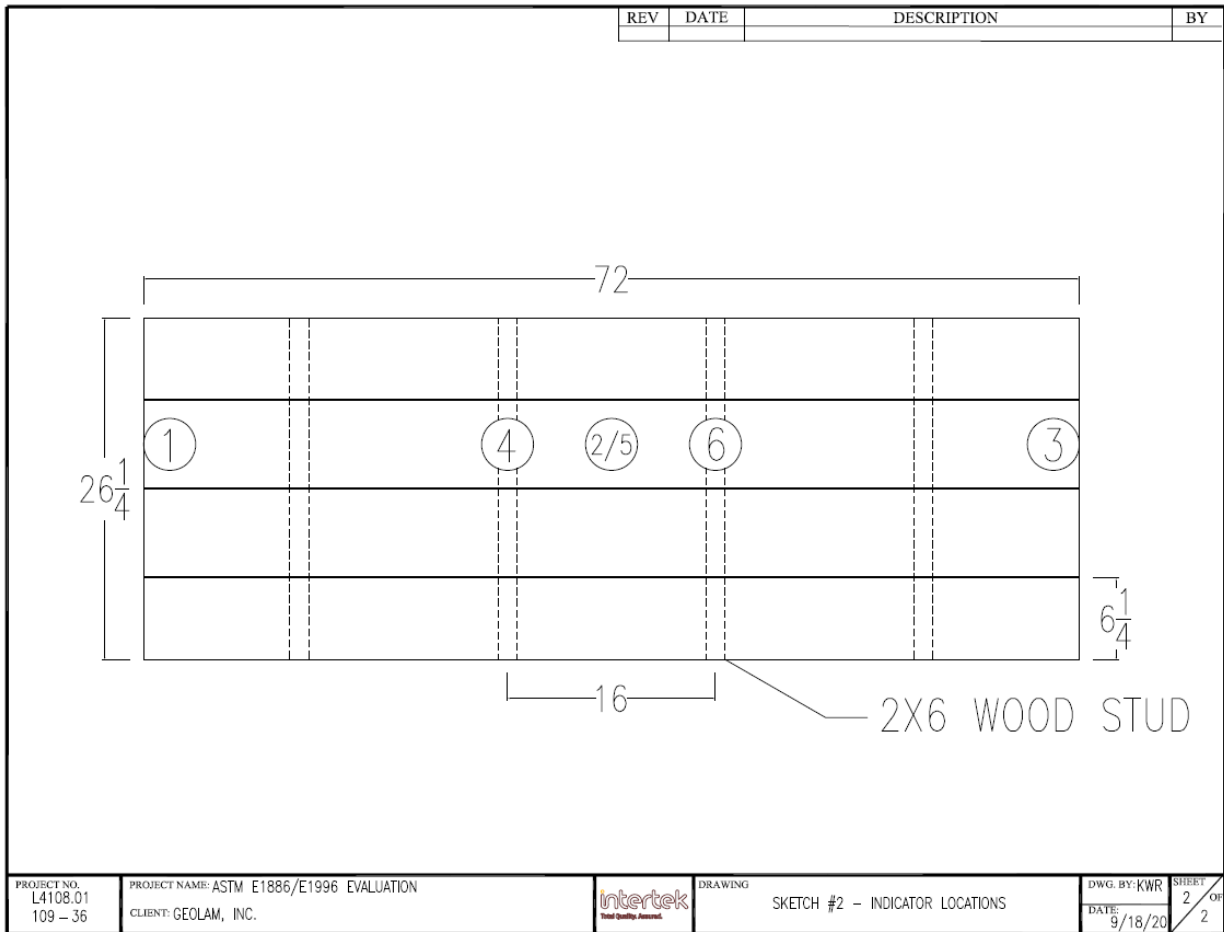 REV DATE DESCRIPTION BY
72
1 4 2/5 6 3
26 1/4
6 1/4
16
2X6 WOOD STUD
PROJECT NO.
L4108.01
109 – 36
PROJECT NAME: ASTM E1886/E1996 EVALUATION
CLIENT: GEOLAM, INC.
intertek
Total Quality. Assured.
DRAWING
SKETCH #2 – INDICATOR LOCATIONS
DWG. BY: KWR
DATE:
9/18/20
SHEET
2 OF
2